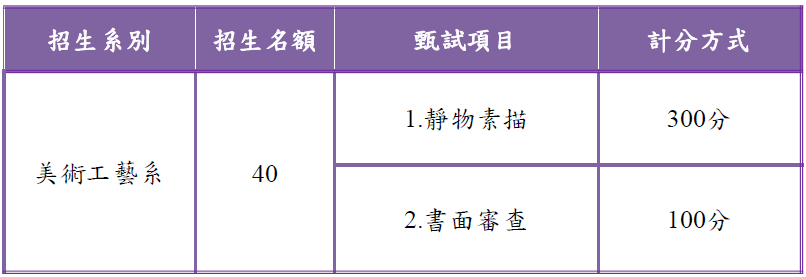 招生系別 招生名額 甄試項目 計分方式
1.靜物素描 300分
美術工藝系 40
2.書面審查 100分